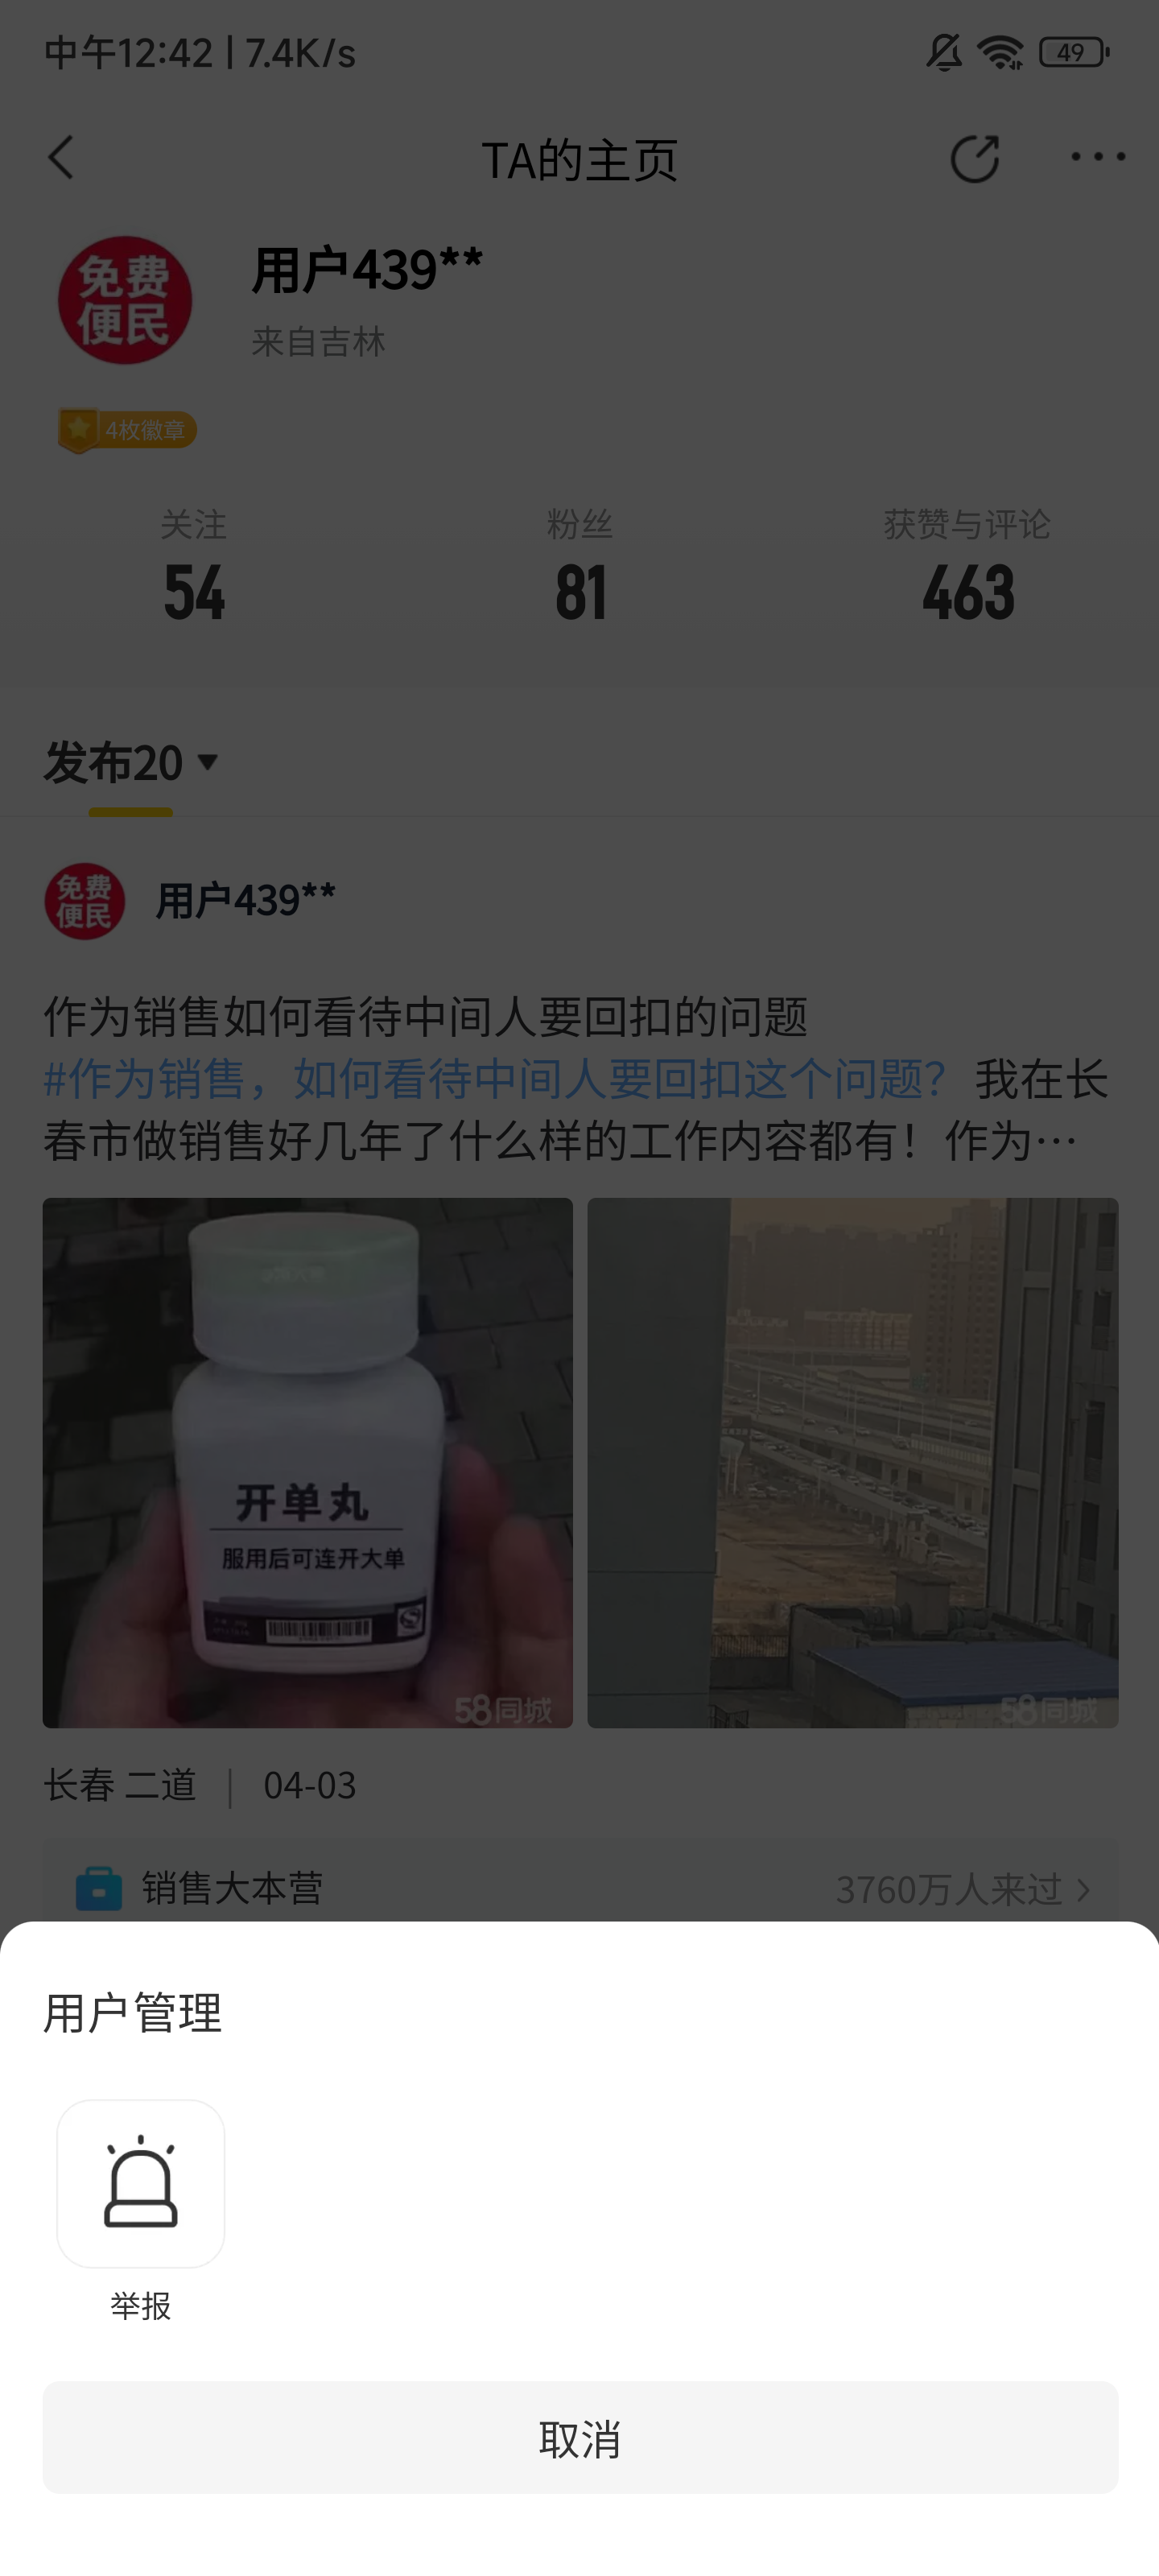 中午12:42 | 7.4K/s
49
TA的主页
免费
便民
用户439**
来自吉林
4枚徽章
关注
粉丝
获赞与评论
54
81
463
发布20
免费
便民
用户439**
作为销售如何看待中间人要回扣的问题
#作为销售，如何看待中间人要回扣这个问题？ 我在长
春市做销售好几年了什么样的工作内容都有！作为…
开单丸
服用后可连开大单
58同城
58同城
长春 二道 | 04-03
销售大本营
3760万人来过
用户管理
举报
取消